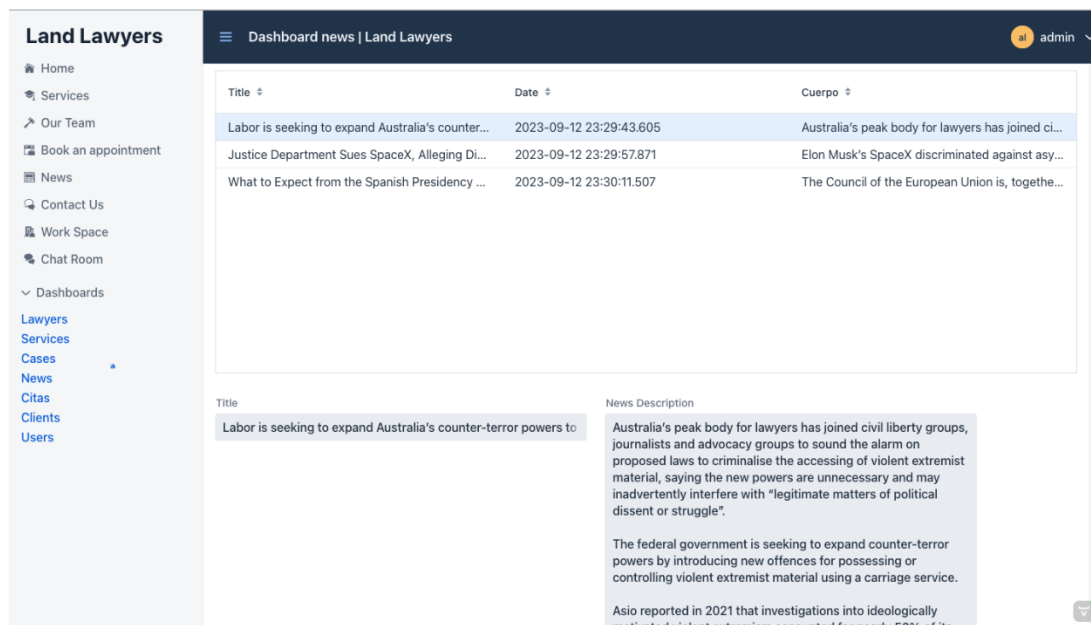 Land Lawyers
Dashboard news | Land Lawyers
al admin
Home
Services
Our Team
Book an appointment
News
Contact Us
Work Space
Chat Room
Dashboards
Lawyers
Services
Cases
News
Citas
Clients
Users
Title Date Cuerpo
Labor is seeking to expand Australia's counter... 2023-09-12 23:29:43.605 Australia's peak body for lawyers has joined ci...
Justice Department Sues SpaceX, Alleging Di... 2023-09-12 23:29:57.871 Elon Musk's SpaceX discriminated against asy...
What to Expect from the Spanish Presidency ... 2023-09-12 23:30:11.507 The Council of the European Union is, togethe...
Title
Labor is seeking to expand Australia's counter-terror powers to
News Description
Australia's peak body for lawyers has joined civil liberty groups,
journalists and advocacy groups to sound the alarm on
proposed laws to criminalise the accessing of violent extremist
material, saying the new powers are unnecessary and may
inadvertently interfere with "legitimate matters of political
dissent or struggle".
The federal government is seeking to expand counter-terror
powers by introducing new offences for possessing or
controlling violent extremist material using a carriage service.
Asio reported in 2021 that investigations into ideologically